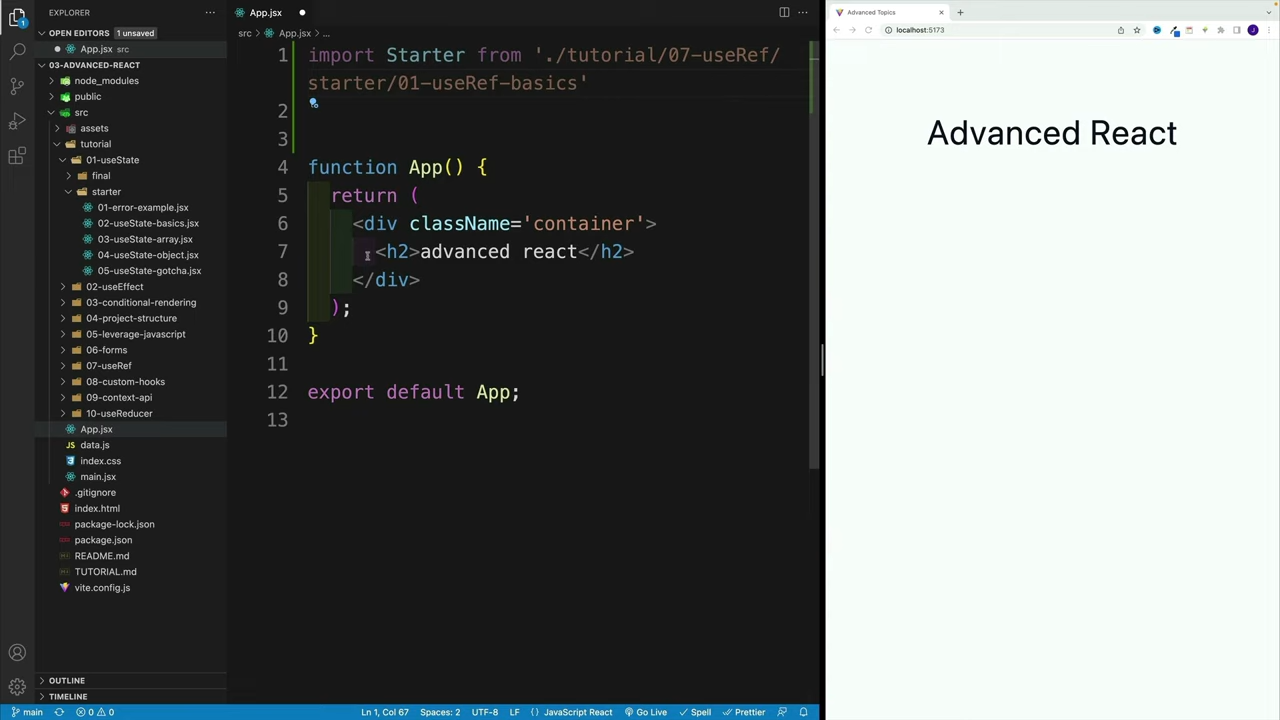 EXPLORER
OPEN EDITORS 1 unsaved
App.jsx src
03-ADVANCED-REACT
node_modules
public
src
assets
tutorial
01-useState
final
starter
01-error-example.jsx
02-useState-basics.jsx
03-useState-array.jsx
04-useState-object.jsx
05-useState-gotcha.jsx
02-useEffect
03-conditional-rendering
04-project-structure
05-leverage-javascript
06-forms
07-useRef
08-custom-hooks
09-context-api
10-useReducer
App.jsx
data.js
index.css
main.jsx
.gitignore
index.html
package-lock.json
package.json
README.md
TUTORIAL.md
vite.config.js
OUTLINE
TIMELINE
App.jsx
src > App.jsx > ...
1 import Starter from './tutorial/07-useRef/
starter/01-useRef-basics'
2
3
4 function App() {
5 return (
6 <div className='container'>
7 <h2>advanced react</h2>
8 </div>
9 );
10 }
11
12 export default App;
13
main 0 0 Ln 1, Col 67 Spaces: 2 UTF-8 LF {} JavaScript React Go Live Spell Prettier
Advanced Topics
localhost:5173
J
Advanced React